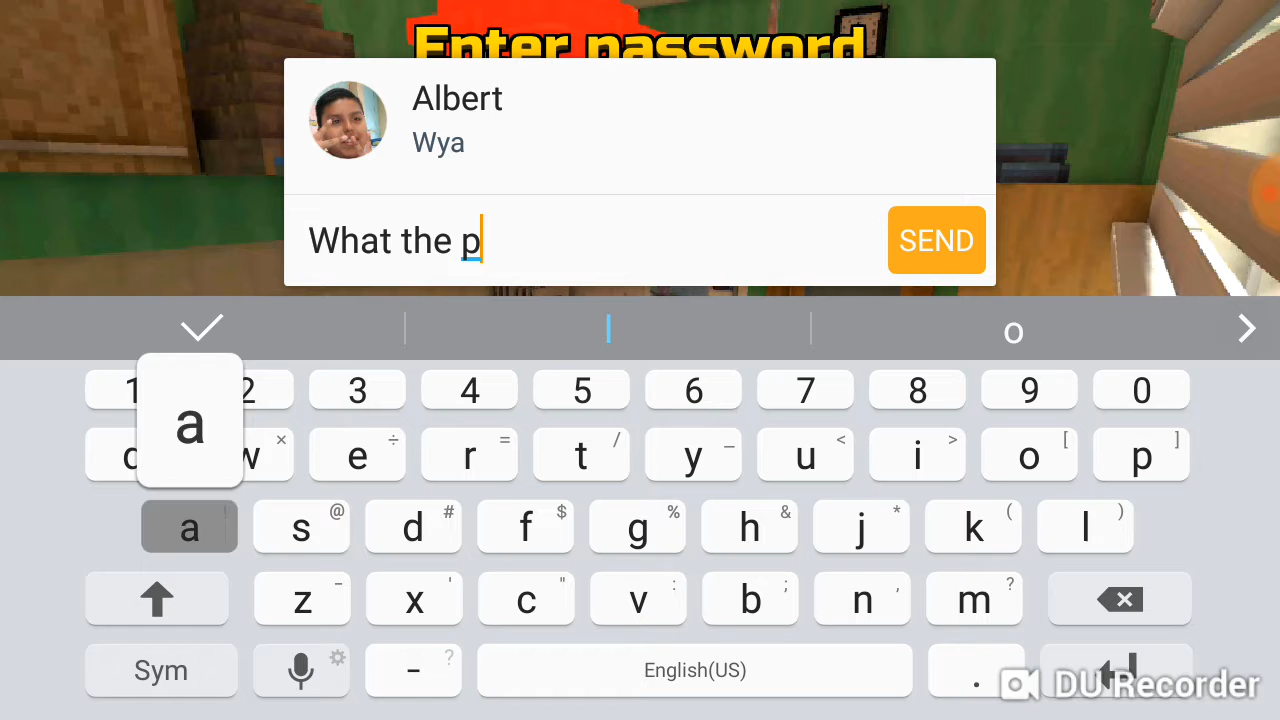 Enter password
Albert
Wya
What the p
SEND
o
1 2 3 4 5 6 7 8 9 0
a
w × e ÷ r = t / y _ u < i > o [ p ]
a s @ d # f $ g % h & j * k ( l )
z - x ' c " v : b ; n , m ?
Sym - ? English(US) .
DU Recorder